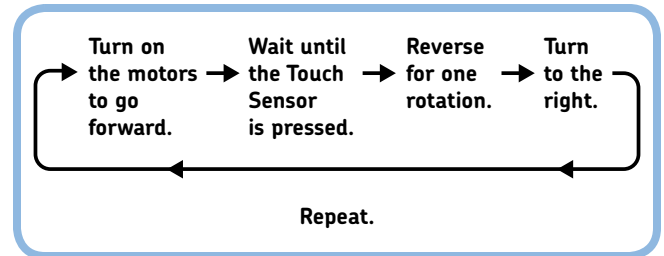 Turn on
the motors
to go
forward.
Wait until
the Touch
Sensor
is pressed.
Reverse
for one
rotation.
Turn
to the
right.
Repeat.